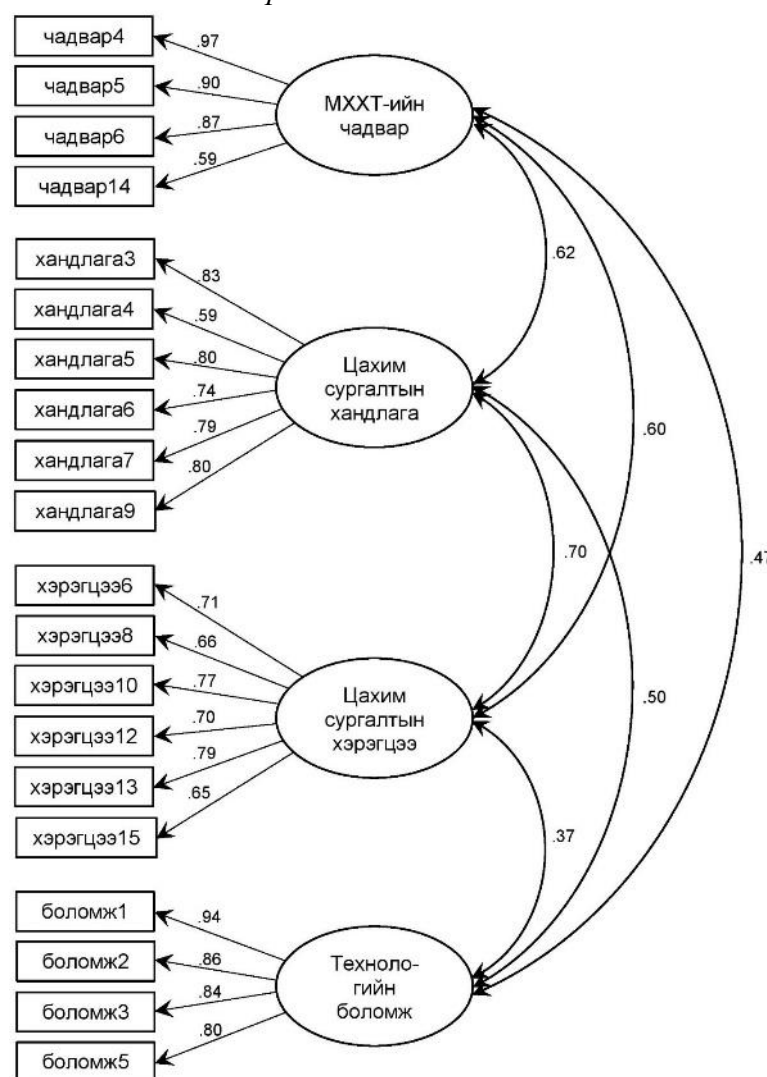 чадвар4
.97
чадвар5
.90
МХХТ-ийн
чадвар
чадвар6
.87
чадвар14
.59
хандлага3
.83
.62
хандлага4
.59
хандлага5
.80
Цахим
сургалтын
хандлага
хандлага6
.74
.60
хандлага7
.79
хандлага9
.80
.70
.47
хэрэгцээ6
.71
хэрэгцээ8
.66
хэрэгцээ10
.77
Цахим
сургалтын
хэрэгцээ
.50
хэрэгцээ12
.70
хэрэгцээ13
.79
хэрэгцээ15
.65
.37
боломж1
.94
боломж2
.86
Техноло-
гийн
боломж
боломж3
.84
боломж5
.80